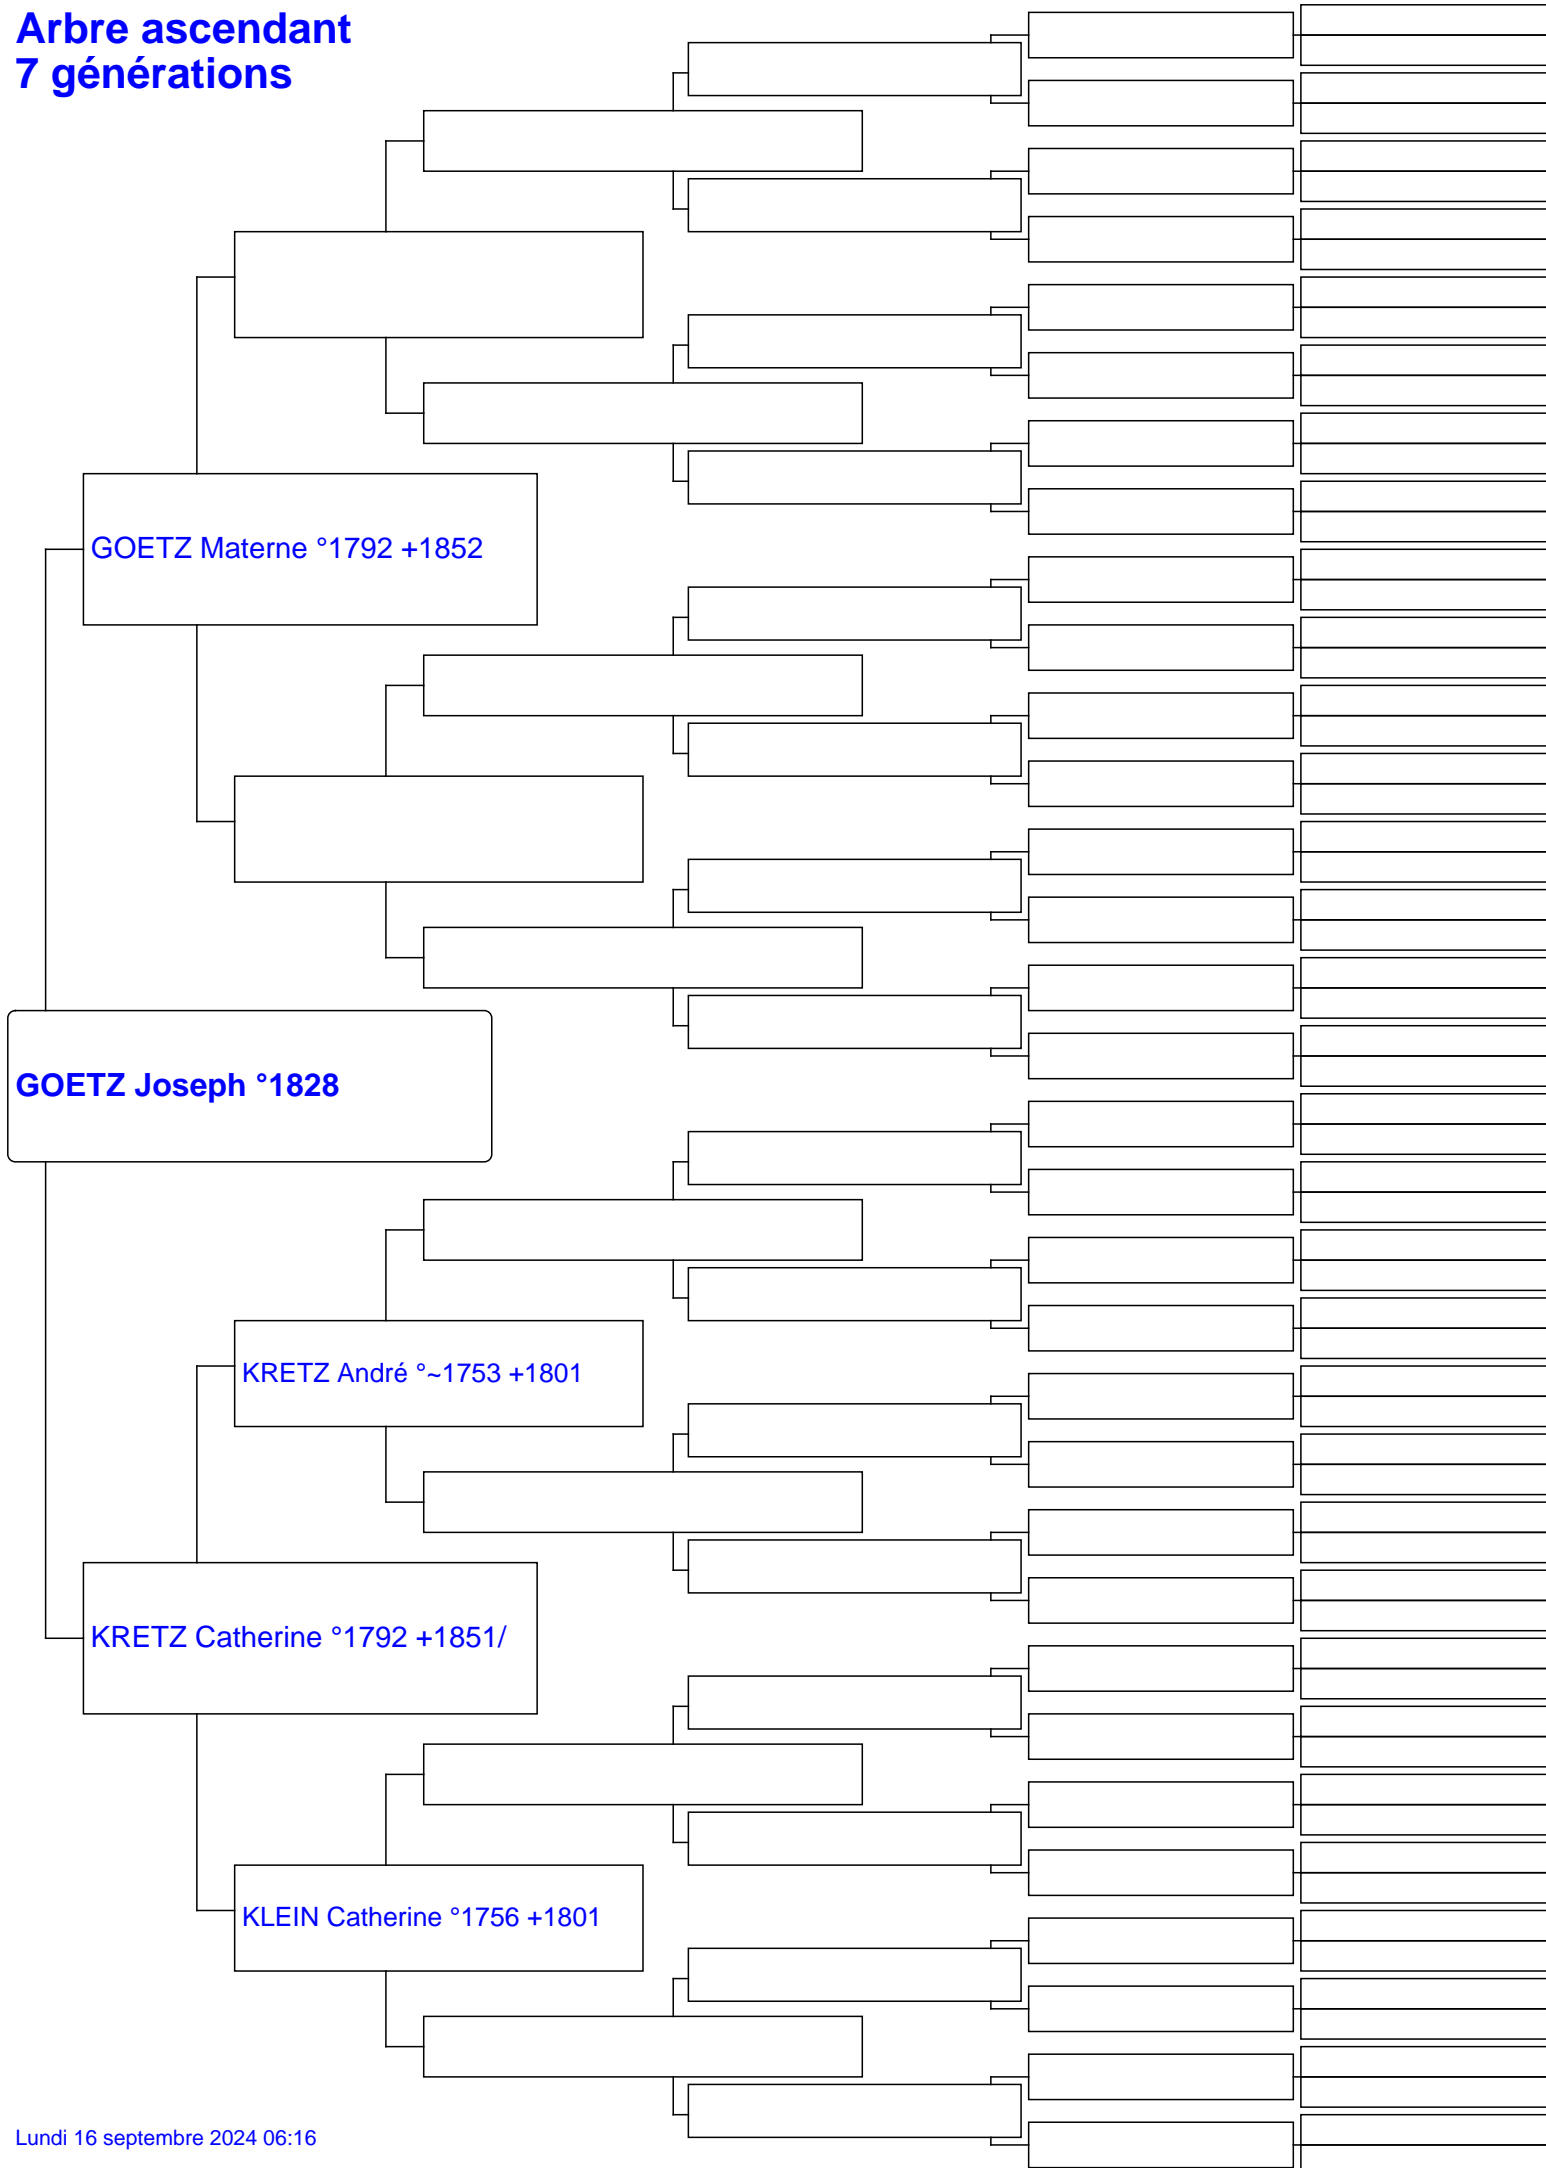 Arbre ascendant
7 générations
GOETZ Materne °1792 +1852
GOETZ Joseph °1828
KRETZ André °~1753 +1801
KRETZ Catherine °1792 +1851/
KLEIN Catherine °1756 +1801
Lundi 16 septembre 2024 06:16